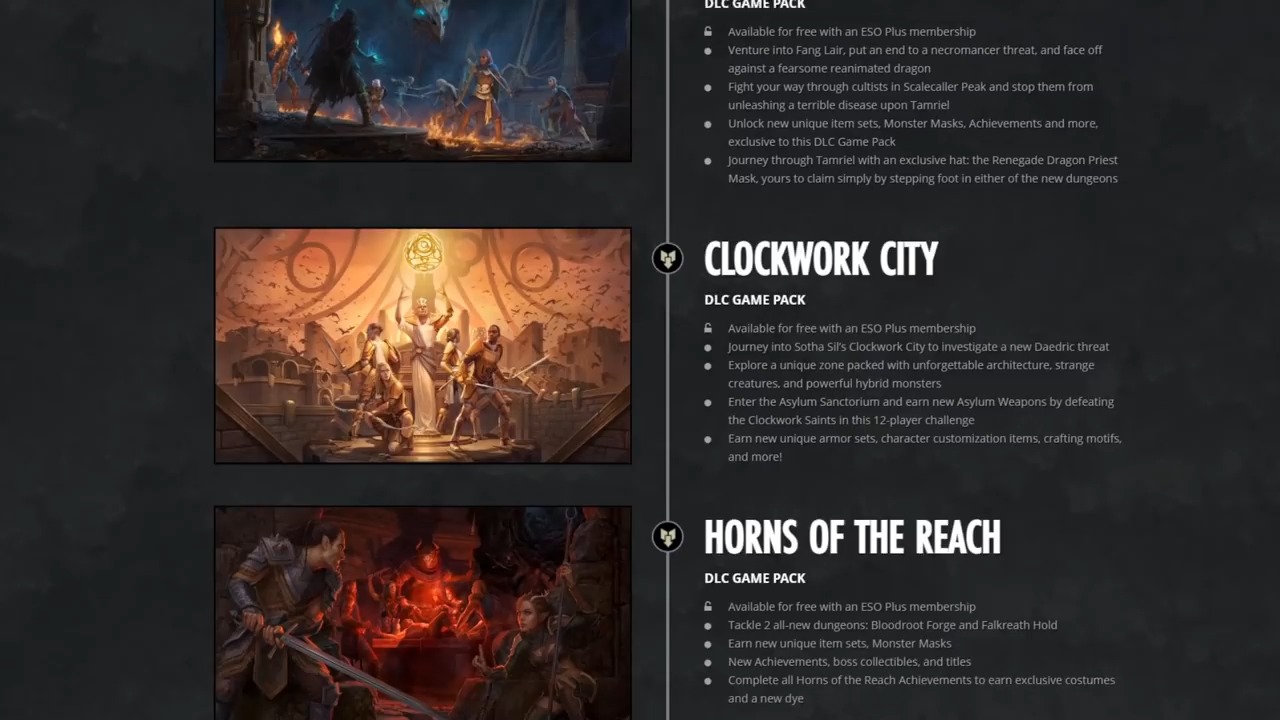 DLC GAME PACK
Available for free with an ESO Plus membership
Venture into Fang Lair, put an end to a necromancer threat, and face off
against a fearsome reanimated dragon
Fight your way through cultists in Scalecaller Peak and stop them from
unleashing a terrible disease upon Tamriel
Unlock new unique item sets, Monster Masks, Achievements and more,
exclusive to this DLC Game Pack
Journey through Tamriel with an exclusive hat: the Renegade Dragon Priest
Mask, yours to claim simply by stepping foot in either of the new dungeons
CLOCKWORK CITY
DLC GAME PACK
Available for free with an ESO Plus membership
Journey into Sotha Sil's Clockwork City to investigate a new Daedric threat
Explore a unique zone packed with unforgettable architecture, strange
creatures, and powerful hybrid monsters
Enter the Asylum Sanctorium and earn new Asylum Weapons by defeating
the Clockwork Saints in this 12-player challenge
Earn new unique armor sets, character customization items, crafting motifs,
and more!
HORNS OF THE REACH
DLC GAME PACK
Available for free with an ESO Plus membership
Tackle 2 all-new dungeons: Bloodroot Forge and Falkreath Hold
Earn new unique item sets, Monster Masks
New Achievements, boss collectibles, and titles
Complete all Horns of the Reach Achievements to earn exclusive costumes
and a new dye